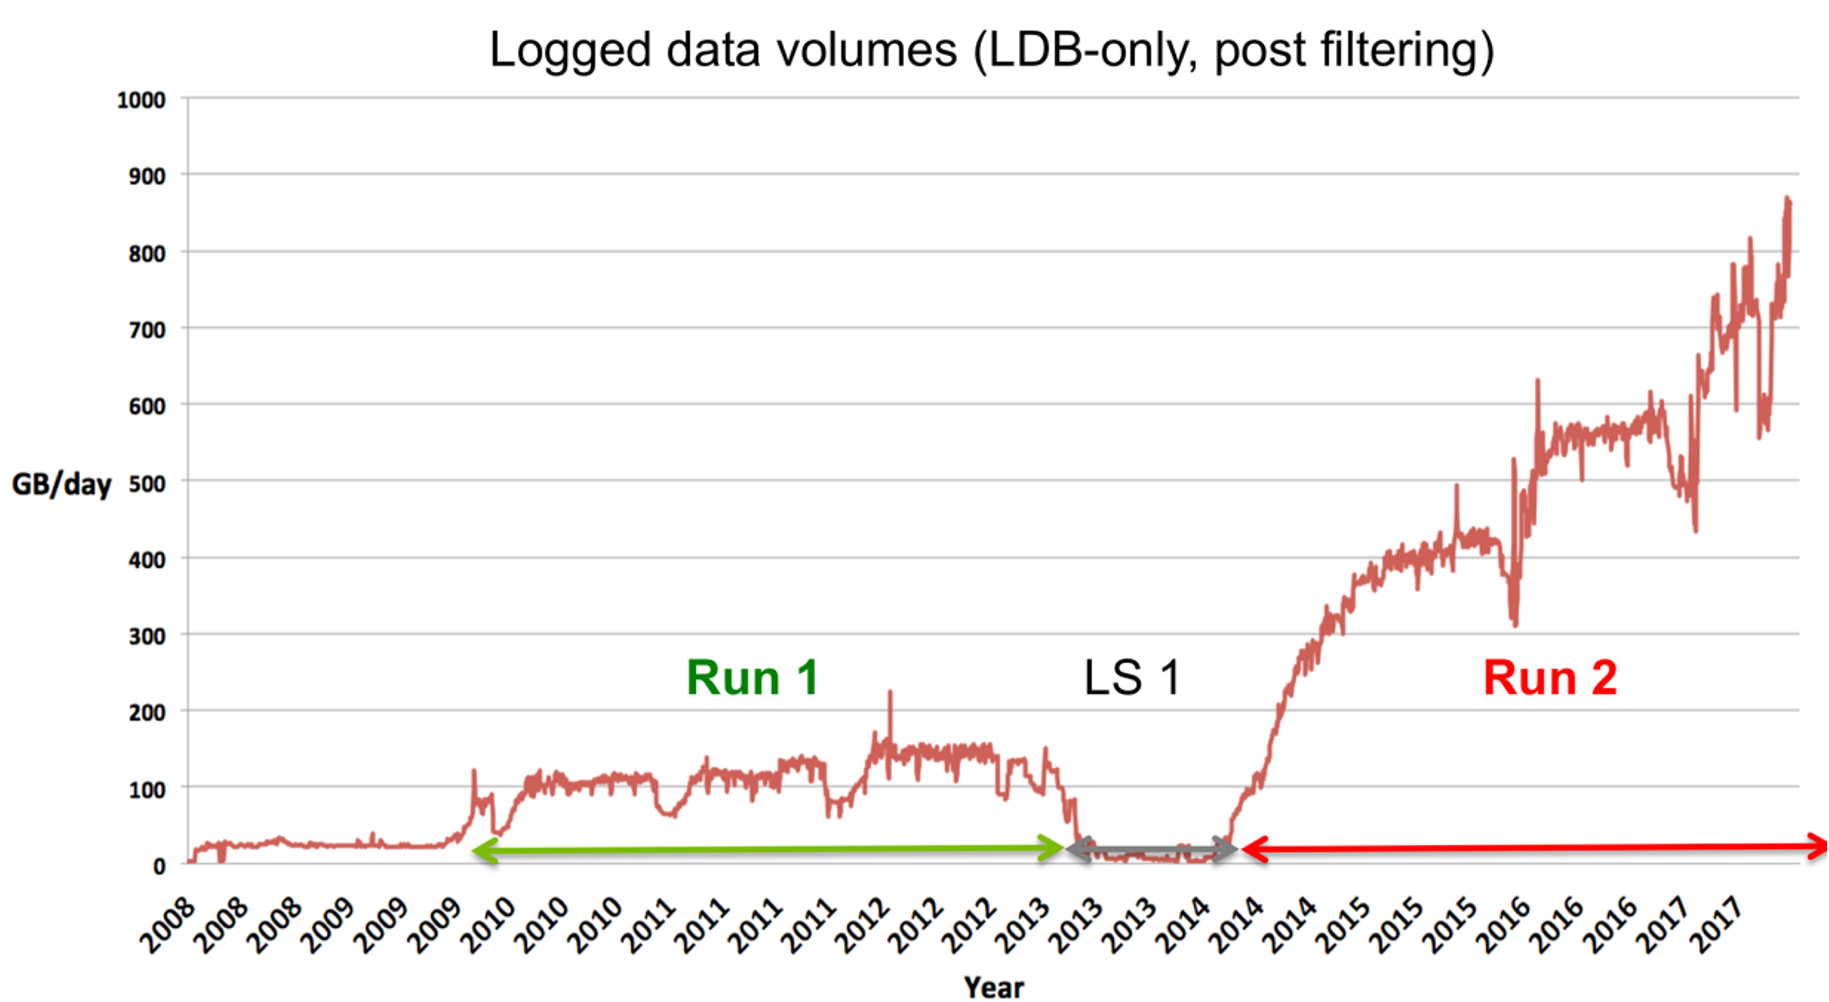 Logged data volumes (LDB-only, post filtering)
1000
900
800
700
600
GB/day 500
400
300
200
100
0
Run 1
LS 1
Run 2
2008 2008 2008 2009 2009 2009 2010 2010 2010 2011 2011 2011 2011 2012 2012 2012 2013 2013 2013 2014 2014 2014 2015 2015 2015 2016 2016 2016 2017 2017
Year